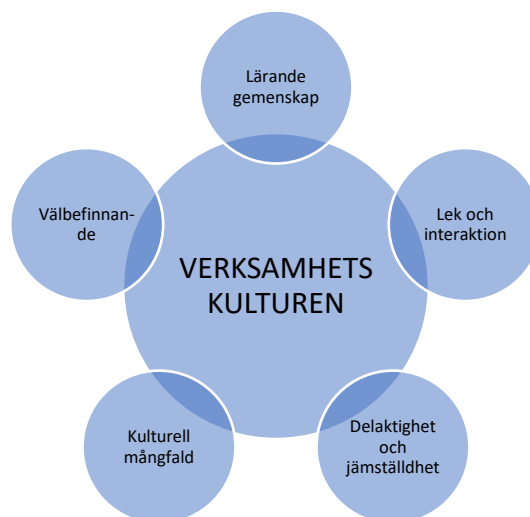 Lärande
gemenskap
Välbefinnan-
de
Lek och
interaktion
VERKSAMHETS
KULTUREN
Kulturell
mångfald
Delaktighet
och
jämställdhet